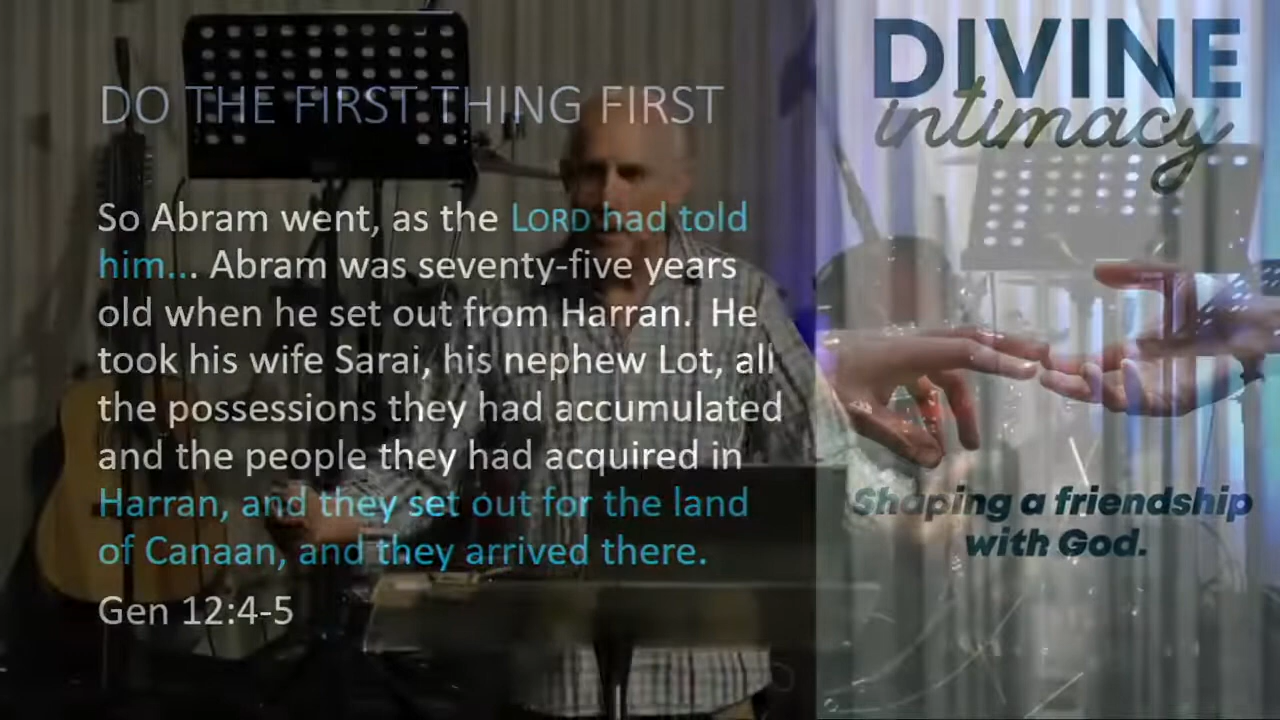 DO THE FIRST THING FIRST
So Abram went, as the LORD had told
him... Abram was seventy-five years
old when he set out from Harran. He
took his wife Sarai, his nephew Lot, all
the possessions they had accumulated
and the people they had acquired in
Harran, and they set out for the land
of Canaan, and they arrived there.
Gen 12:4-5
DIVINE
intimacy
Shaping a friendship
with God.